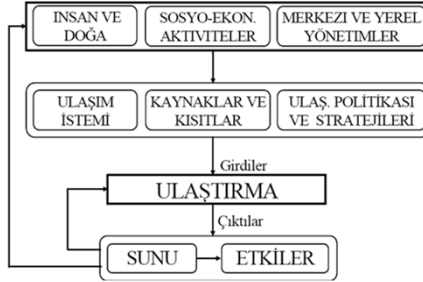 İNSAN VE
DOĞA
SOSYO-EKON.
AKTİVİTELER
MERKEZİ VE YEREL
YÖNETİMLER
ULAŞIM
İSTEMİ
KAYNAKLAR VE
KISITLAR
ULAŞ. POLİTİKASI
VE STRATEJİLERİ
Girdiler
ULAŞTIRMA
Çıktılar
SUNU
ETKİLER